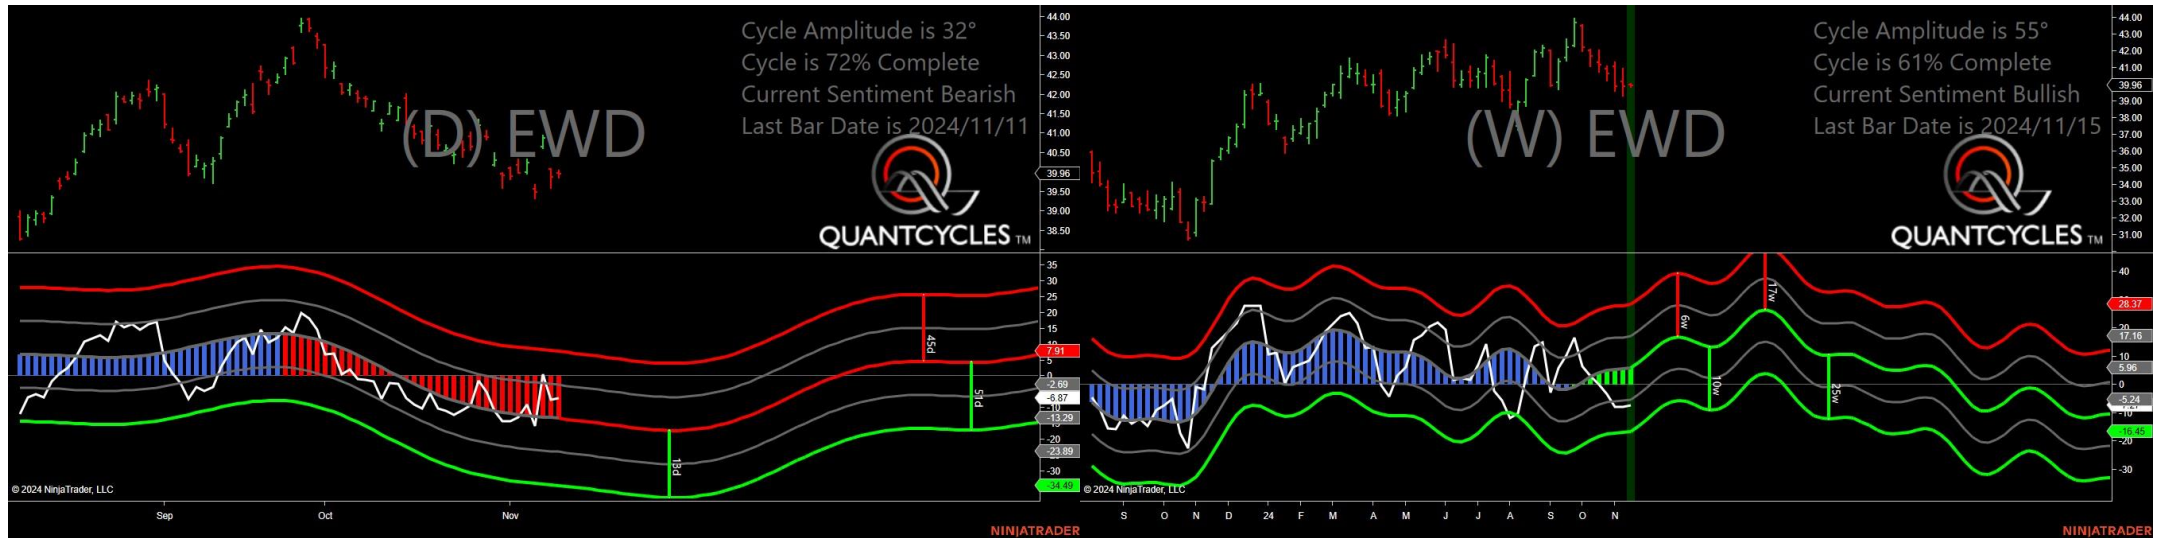 Cycle Amplitude is 32°
Cycle is 72% Complete
Current Sentiment Bearish
Last Bar Date is 2024/11/11
(D) EWD
QUANTCYCLES TM
44.00
43.50
43.00
42.50
42.00
41.50
41.00
40.50
39.96
39.50
39.00
38.50
35
30
25
20
15
10
7.91
5
0
-2.69
-6.87
-10
-13.29
-20
-23.89
-30
-34.49
45d
51d
13d
© 2024 NinjaTrader, LLC
Sep
Oct
Nov
NINJATRADER
Cycle Amplitude is 55°
Cycle is 61% Complete
Current Sentiment Bullish
Last Bar Date is 2024/11/15
(W) EWD
QUANTCYCLES TM
44.00
43.00
42.00
41.00
39.96
39.00
38.00
37.00
36.00
35.00
34.00
33.00
32.00
31.00
40
28.37
20
17.16
10
5.96
0
-5.24
-10
-16.45
-20
-30
6w
17w
10w
25w
© 2024 NinjaTrader, LLC
S
O
N
D
24
F
M
A
M
J
J
A
S
O
N
NINJATRADER